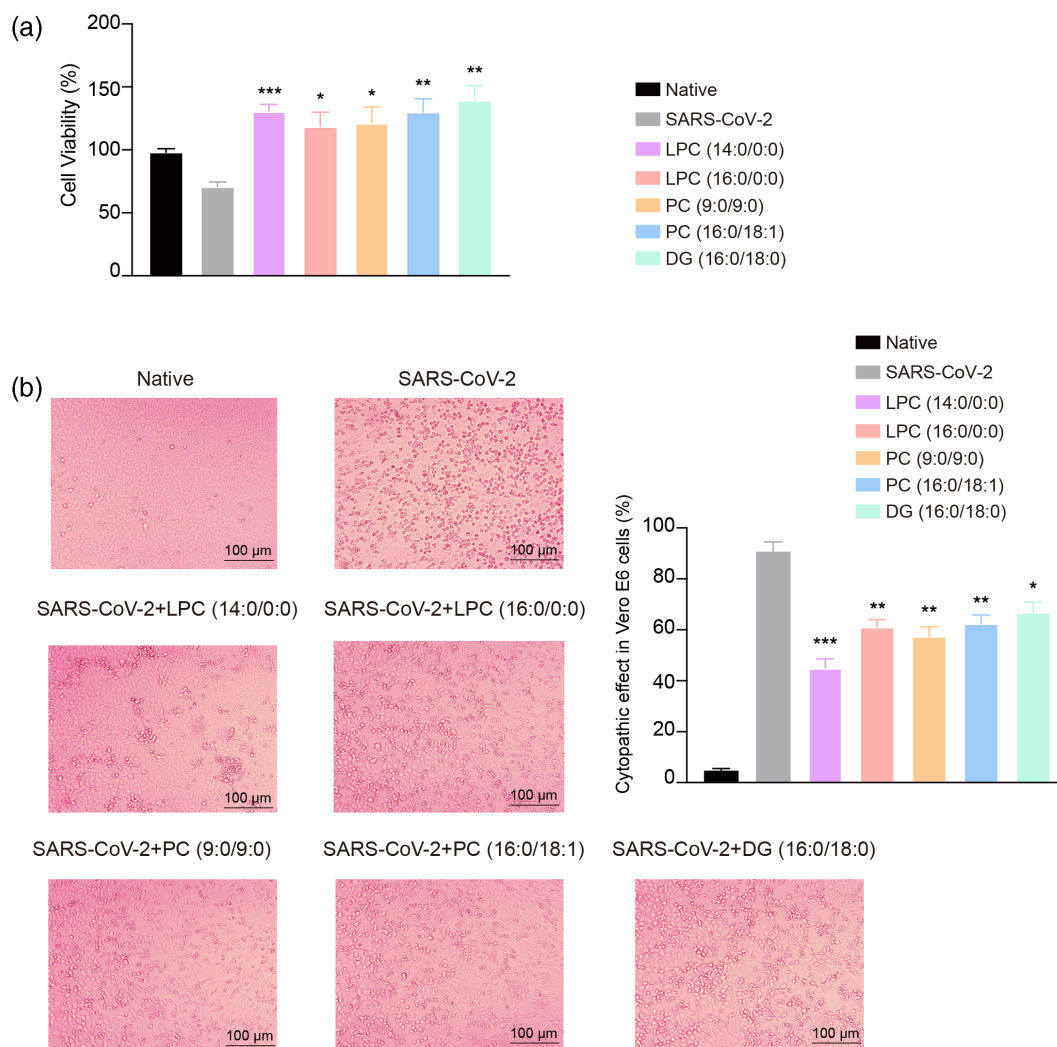 (a)
Cell Viability (%)
200
150
100
50
0
***
*
*
**
**
Native
SARS-CoV-2
LPC (14:0/0:0)
LPC (16:0/0:0)
PC (9:0/9:0)
PC (16:0/18:1)
DG (16:0/18:0)
(b)
Native
100 µm
SARS-CoV-2
100 µm
SARS-CoV-2+LPC (14:0/0:0)
100 µm
SARS-CoV-2+LPC (16:0/0:0)
100 µm
SARS-CoV-2+PC (9:0/9:0)
100 µm
SARS-CoV-2+PC (16:0/18:1)
100 µm
SARS-CoV-2+DG (16:0/18:0)
100 µm
Native
SARS-CoV-2
LPC (14:0/0:0)
LPC (16:0/0:0)
PC (9:0/9:0)
PC (16:0/18:1)
DG (16:0/18:0)
Cytopathic effect in Vero E6 cells (%)
100
80
60
40
20
0
***
**
**
**
*